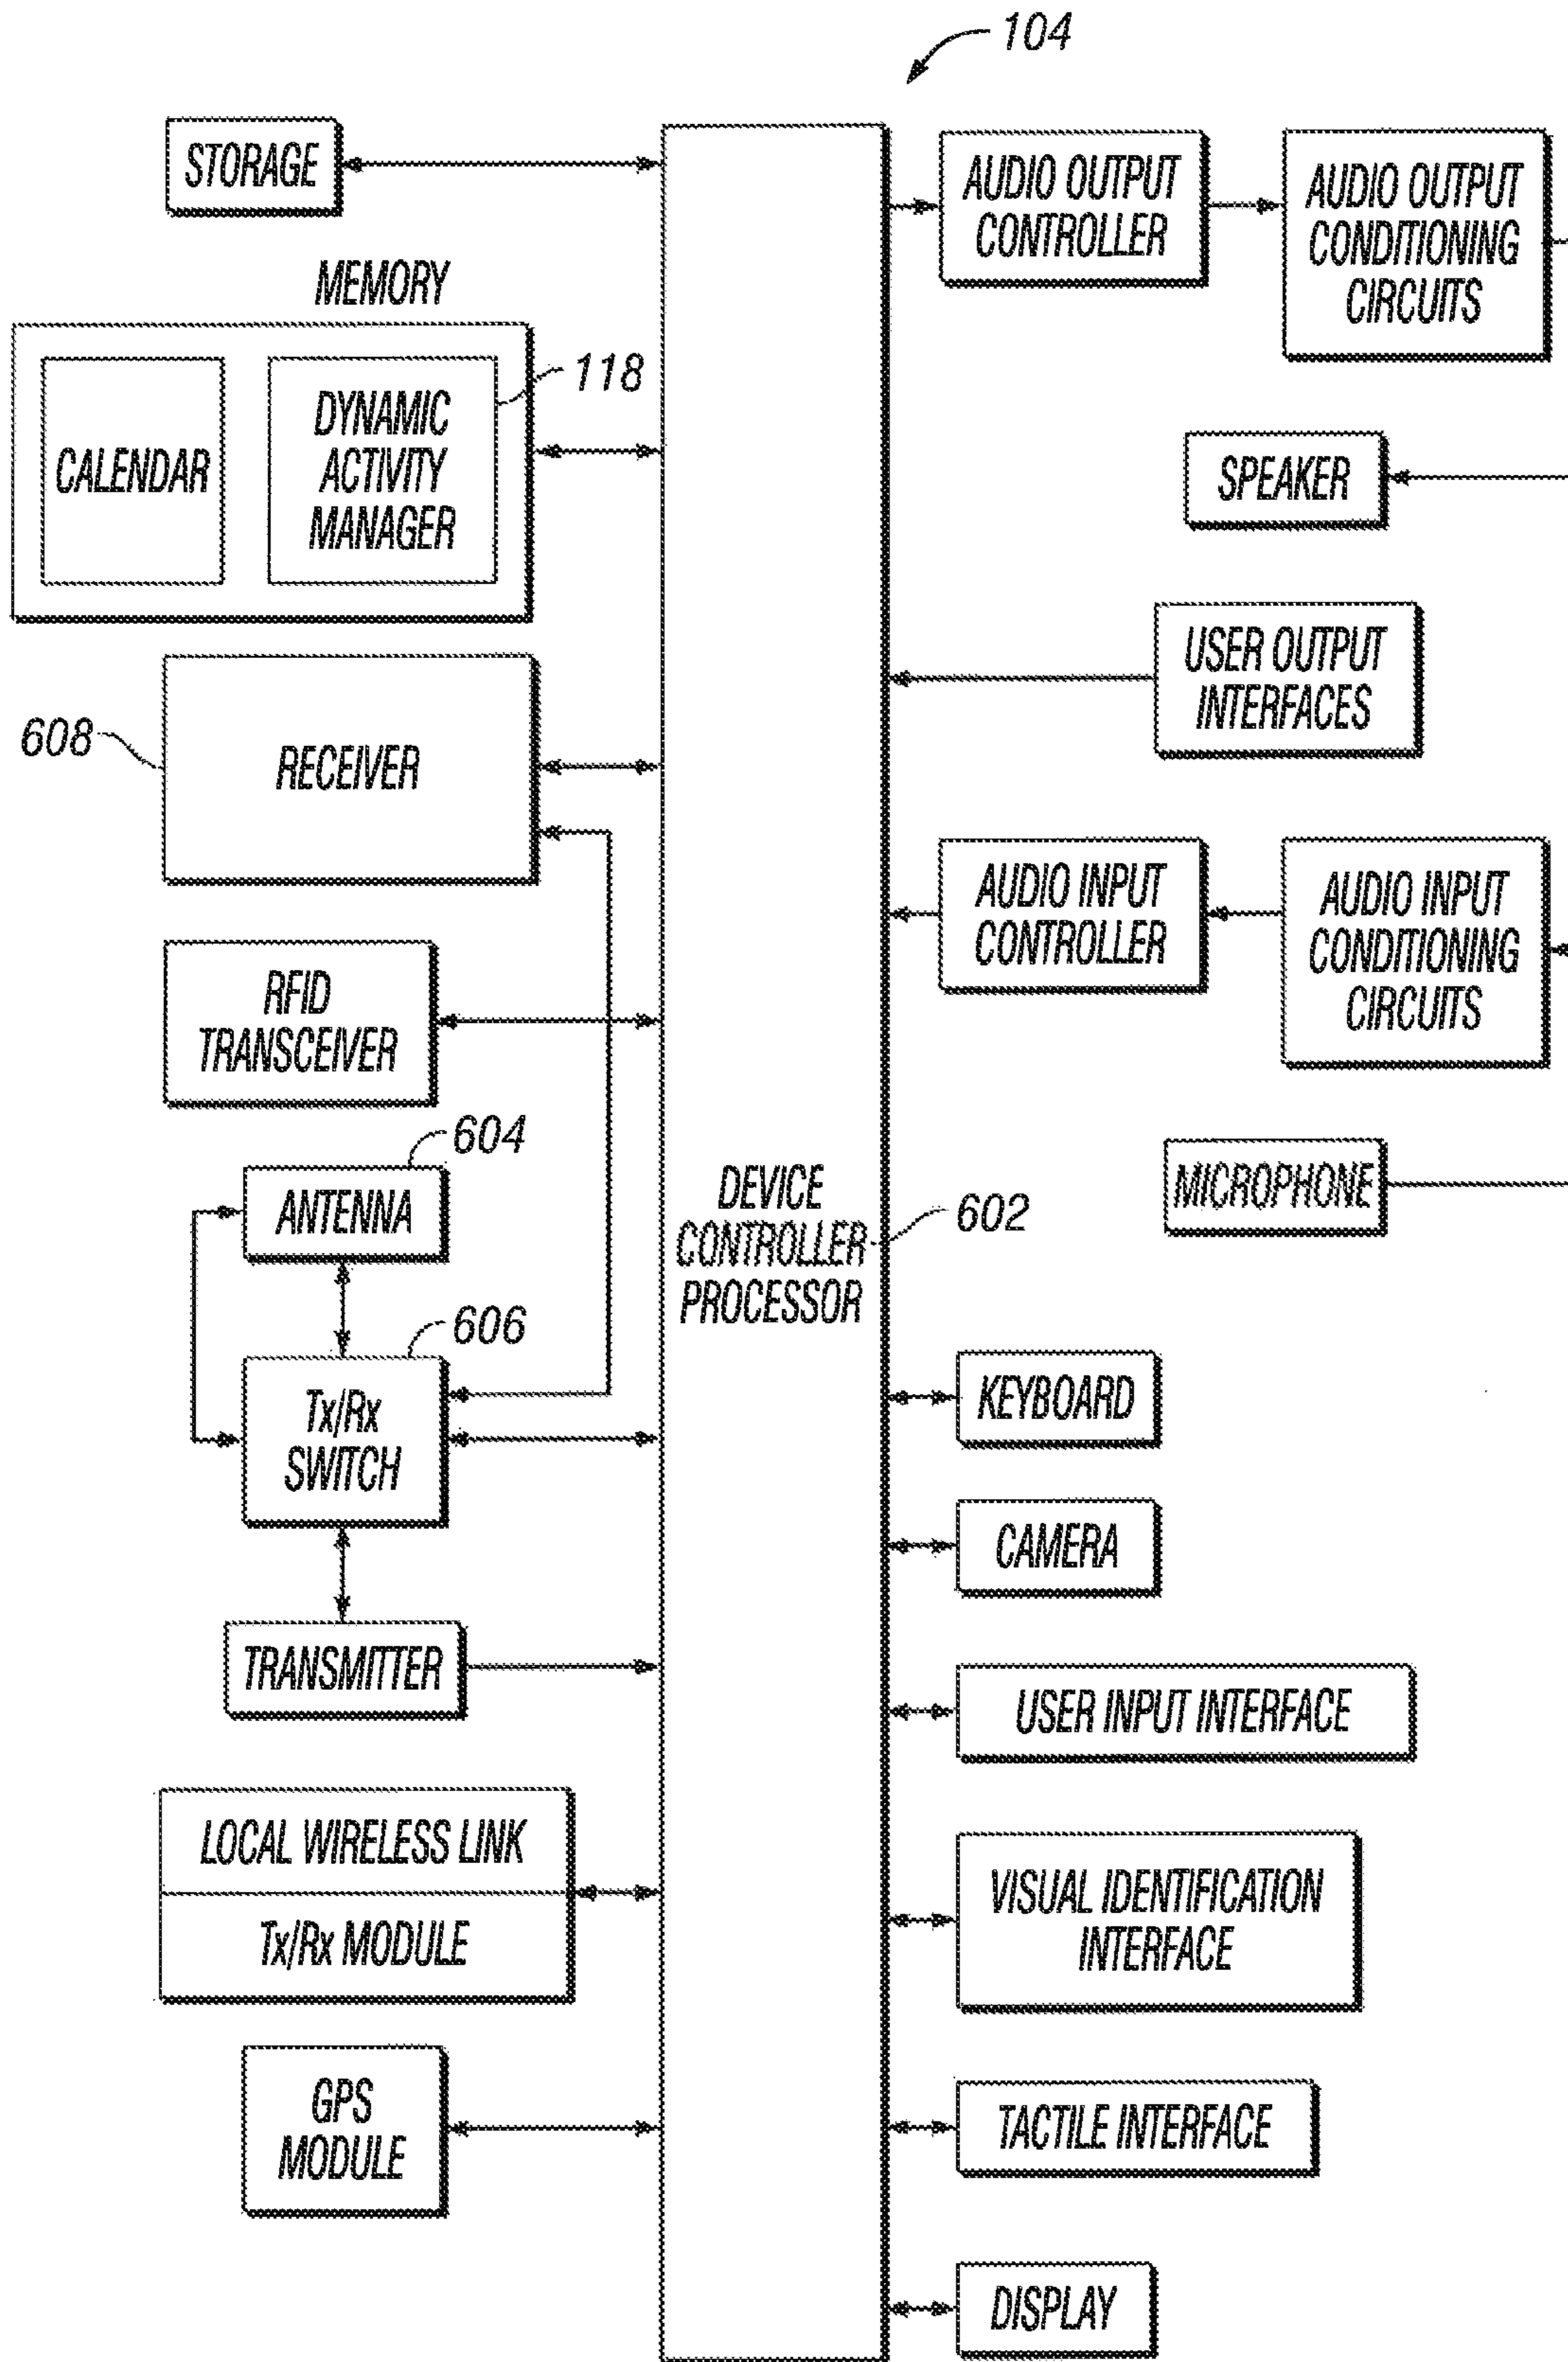 104
STORAGE
MEMORY
CALENDAR
DYNAMIC
ACTIVITY
MANAGER
118
608
RECEIVER
RFID
TRANSCEIVER
604
ANTENNA
606
Tx/Rx
SWITCH
TRANSMITTER
LOCAL WIRELESS LINK
Tx/Rx MODULE
GPS
MODULE
DEVICE
CONTROLLER
PROCESSOR
602
AUDIO OUTPUT
CONTROLLER
AUDIO OUTPUT
CONDITIONING
CIRCUITS
SPEAKER
USER OUTPUT
INTERFACES
AUDIO INPUT
CONTROLLER
AUDIO INPUT
CONDITIONING
CIRCUITS
MICROPHONE
KEYBOARD
CAMERA
USER INPUT INTERFACE
VISUAL IDENTIFICATION
INTERFACE
TACTILE INTERFACE
DISPLAY